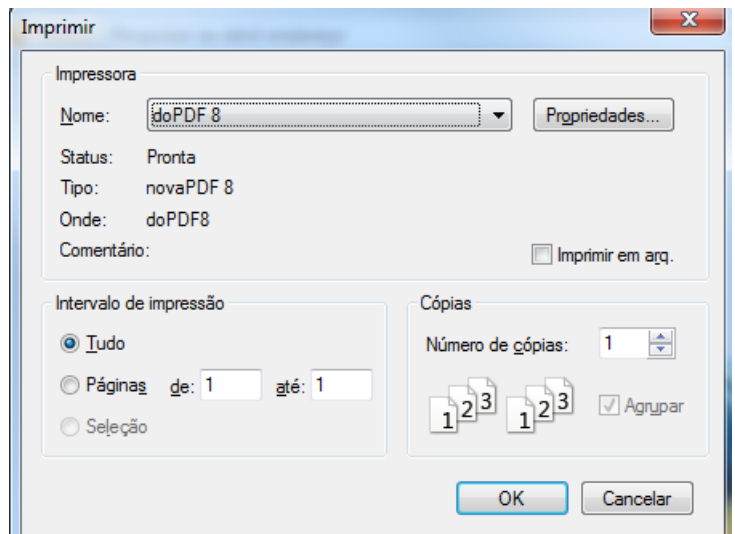 Imprimir
Impressora
Nome: doPDF 8 Propriedades...
Status: Pronta
Tipo: novaPDF 8
Onde: doPDF8
Comentário: Imprimir em arq.
Intervalo de impressão
Tudo
Páginas de: 1 até: 1
Seleção
Cópias
Número de cópias: 1
1 2 3 1 2 3 Agrupar
OK Cancelar